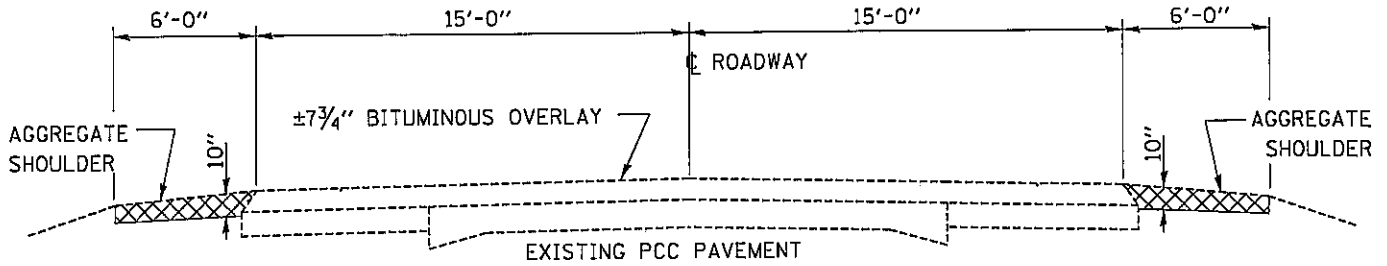 6'-0" 15'-0" 15'-0" 6'-0"
℄ ROADWAY
±7¾" BITUMINOUS OVERLAY
AGGREGATE
SHOULDER
10"
10"
AGGREGATE
SHOULDER
EXISTING PCC PAVEMENT